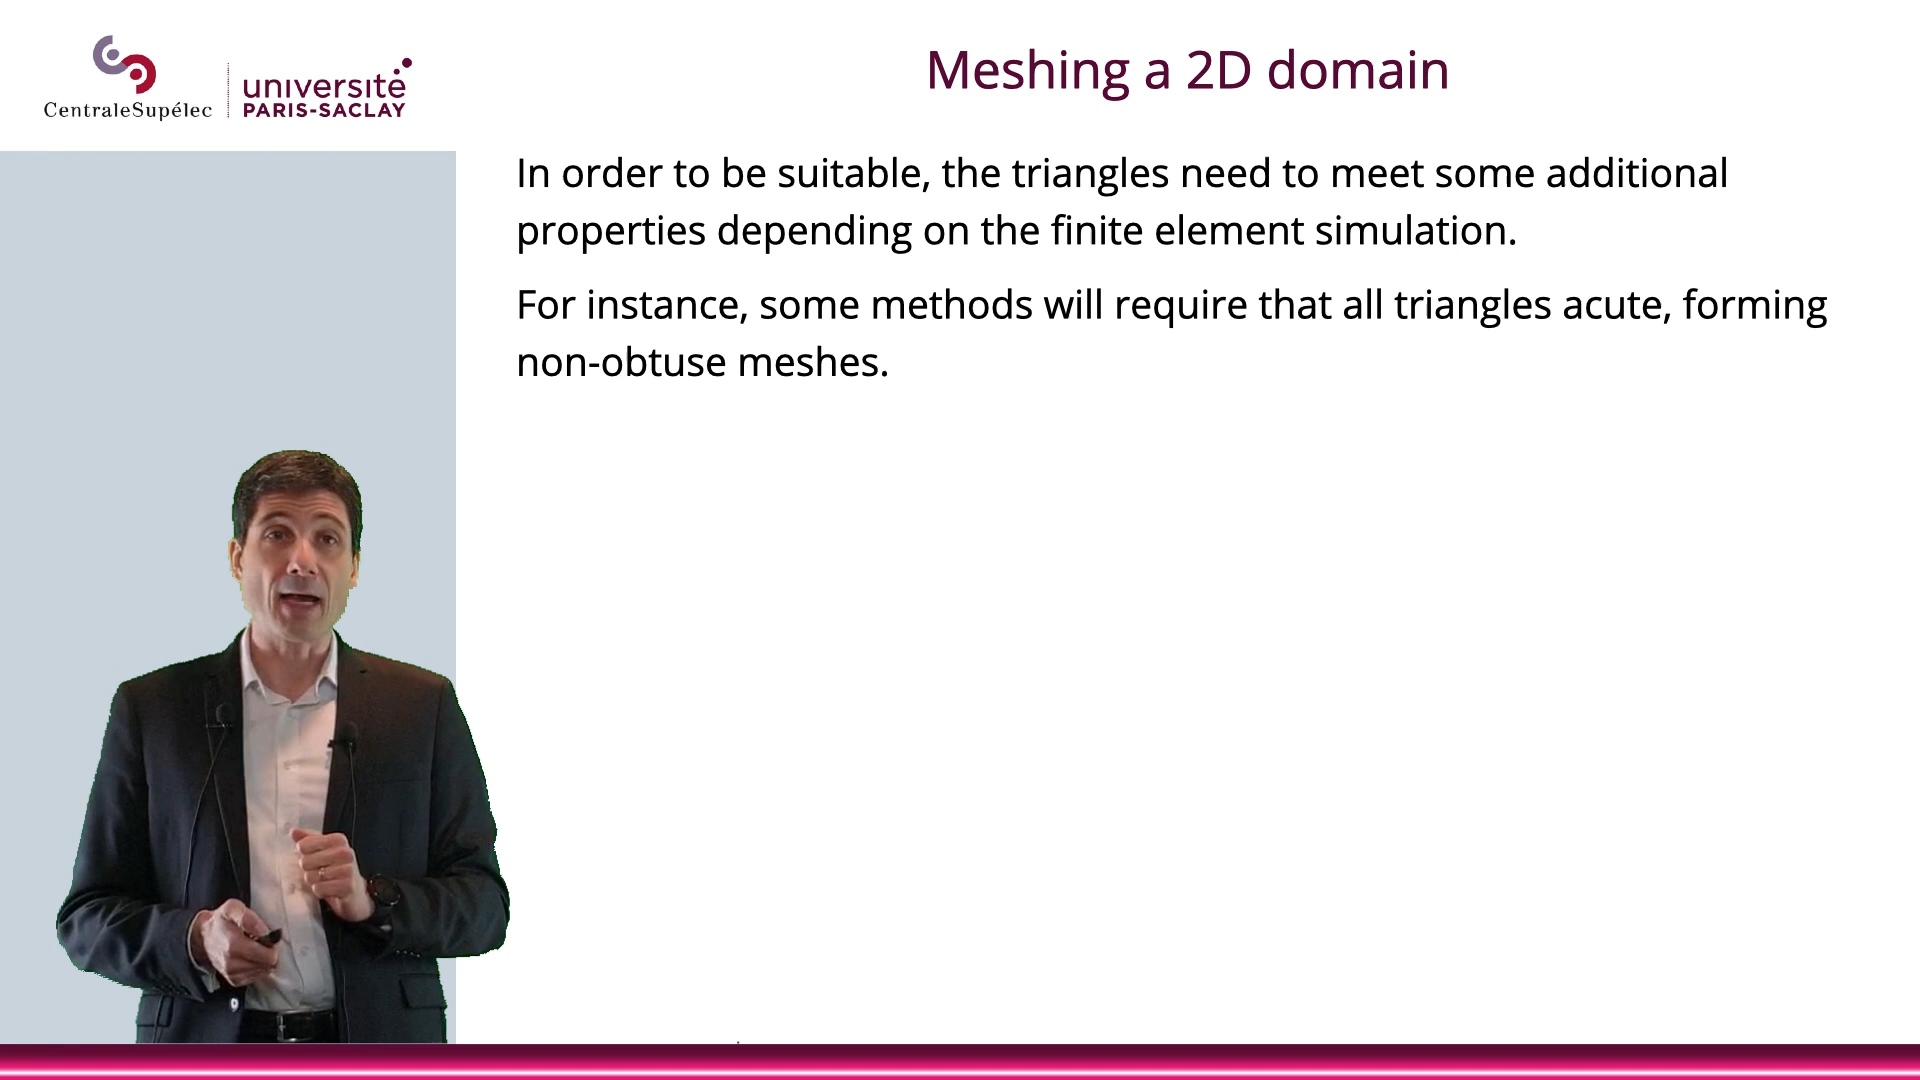 CentraleSupélec
université
PARIS-SACLAY
Meshing a 2D domain
In order to be suitable, the triangles need to meet some additional
properties depending on the finite element simulation.
For instance, some methods will require that all triangles acute, forming
non-obtuse meshes.